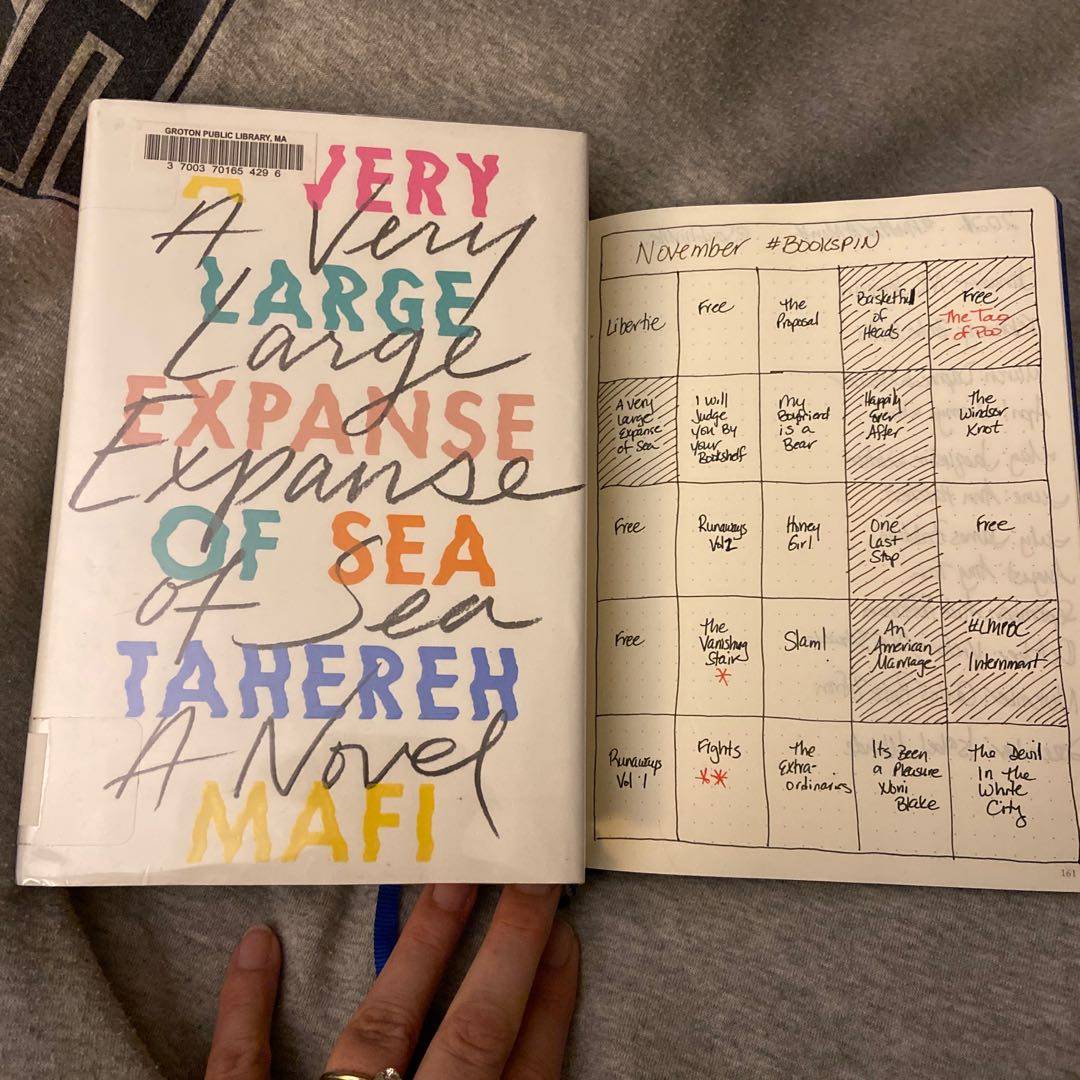 GROTON PUBLIC LIBRARY, MA
3 7003 70165 429 6
VERY
A Very
LARGE
Large
EXPANSE
Expanse
OF SEA
of Sea
TAHEREH
A Novel
MAFI
November #BOOKSPIN
Libertie
Free
The
Proposal
Basketful
of
Heads
Free
The Tao
of Poo
A Very
Large
Expanse
of Sea
I Will
Judge
You By
Your
Bookshelf
My
Boyfriend
is a
Bear
Happily
Ever
After
The
Windsor
Knot
Free
Runaways
Vol 2
Honey
Girl
One
Last
Stop
Free
Free
The
Vanishing
Stair
*
Slam!
An
American
Marriage
#LMPBC
Internment
Runaways
Vol 1
Fights
**
The
Extra-
ordinaries
Its Been
a Pleasure
Noni
Blake
The Devil
In the
White
City
161